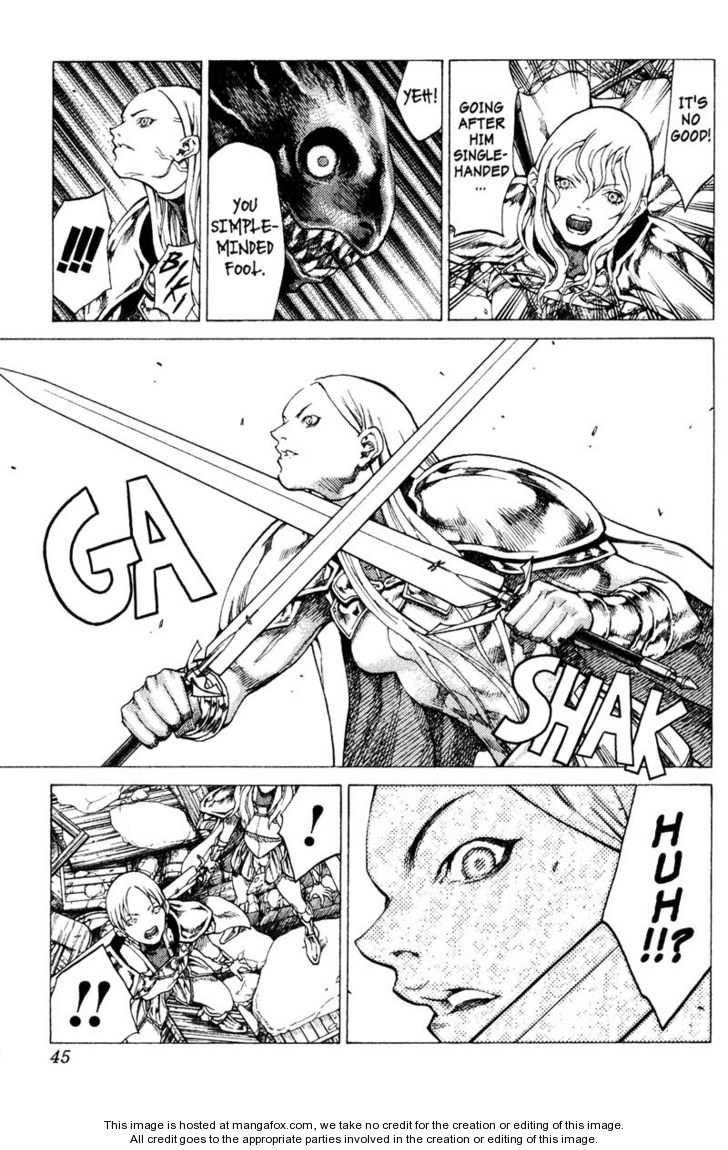 IT'S
NO
GOOD!
GOING
AFTER
HIM
SINGLE-
HANDED
...
YEH!
YOU
SIMPLE-
MINDED
FOOL.
BIKI
!!!
GA
SHAK
HUH!!?
!
!!
45
This image is hosted at mangafox.com, we take no credit for the creation or editing of this image.
All credit goes to the appropriate parties involved in the creation or editing of this image.